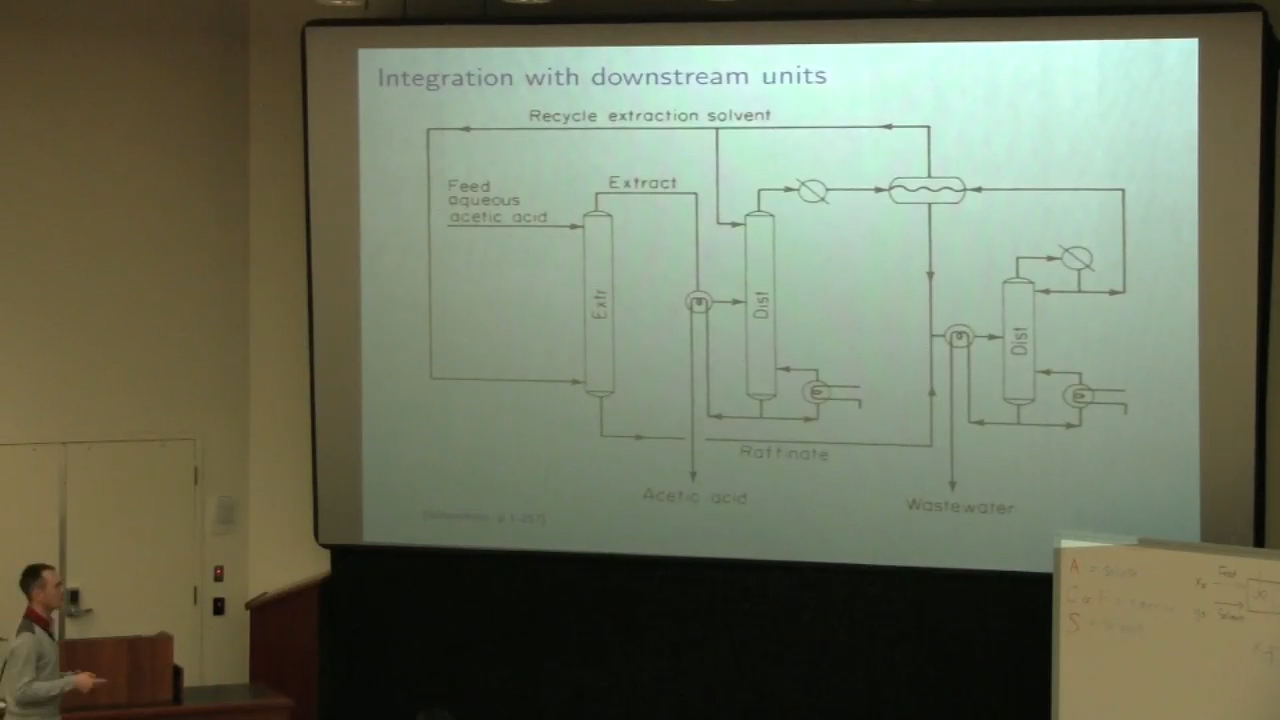 Integration with downstream units
Recycle extraction solvent
Feed
aqueous
acetic acid
Extract
Extr
Dist
Dist
Raffinate
Acetic acid
Wastewater
A = solute
S
Feed
Solvent